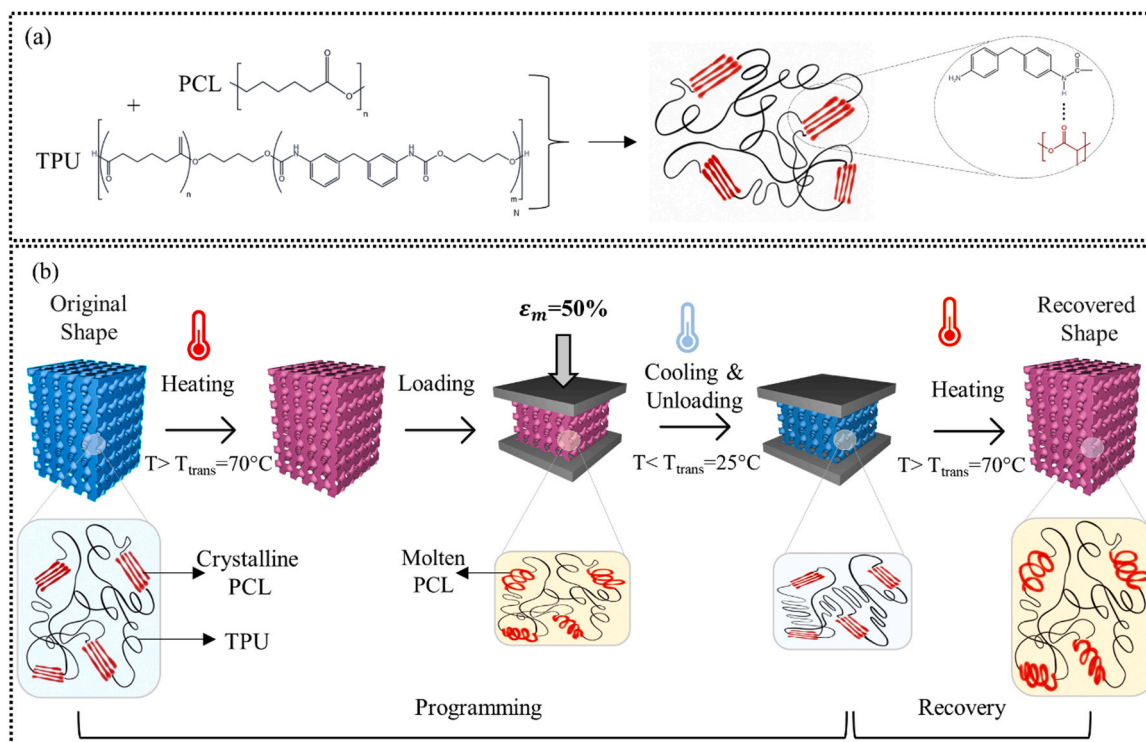 (a)
PCL
O
O
n
+
TPU
H
O
O
O
O
O
H
N
H
N
O
O
O
H
n
m
N
H₂N
O
C
N
H
O
O
(b)
Original
Shape
Heating
T> Ttrans=70°C
Loading
εm=50%
Cooling &
Unloading
T< Ttrans=25°C
Heating
T> Ttrans=70°C
Recovered
Shape
Crystalline
PCL
TPU
Molten
PCL
Programming
Recovery